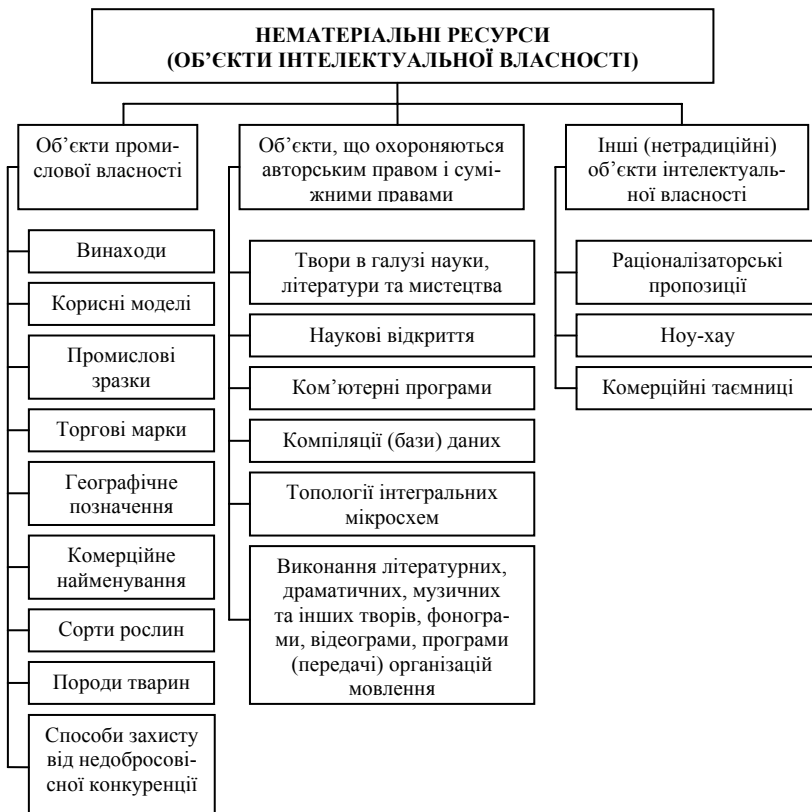 НЕМАТЕРІАЛЬНІ РЕСУРСИ
(ОБ’ЄКТИ ІНТЕЛЕКТУАЛЬНОЇ ВЛАСНОСТІ)
Об’єкти проми-
слової власності
Винаходи
Корисні моделі
Промислові
зразки
Торгові марки
Географічне
позначення
Комерційне
найменування
Сорти рослин
Породи тварин
Способи захисту
від недобросові-
сної конкуренції
Об’єкти, що охороняються
авторським правом і сумі-
жними правами
Твори в галузі науки,
літератури та мистецтва
Наукові відкриття
Ком’ютерні програми
Компіляції (бази) даних
Топології інтегральних
мікросхем
Виконання літературних,
драматичних, музичних
та інших творів, фоногра-
ми, відеограми, програми
(передачі) організацій
мовлення
Інші (нетрадиційні)
об’єкти інтелектуаль-
ної власності
Раціоналізаторські
пропозиції
Ноу-хау
Комерційні таємниці